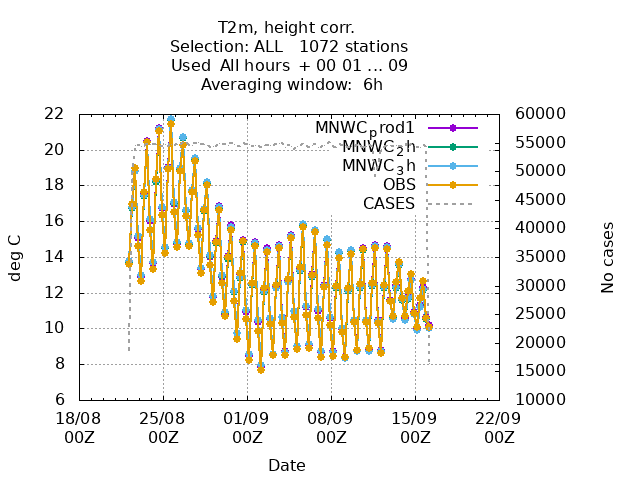 T2m, height corr.
Selection: ALL   1072 stations
Used  All hours  + 00 01 ... 09
Averaging window:  6h
22
20
18
16
14
12
10
8
6
deg C
60000
55000
50000
45000
40000
35000
30000
25000
20000
15000
10000
No cases
MNWCprod1
MNWC2h
MNWC3h
OBS
CASES
18/08 25/08 01/09 08/09 15/09 22/09
00Z 00Z 00Z 00Z 00Z 00Z
Date